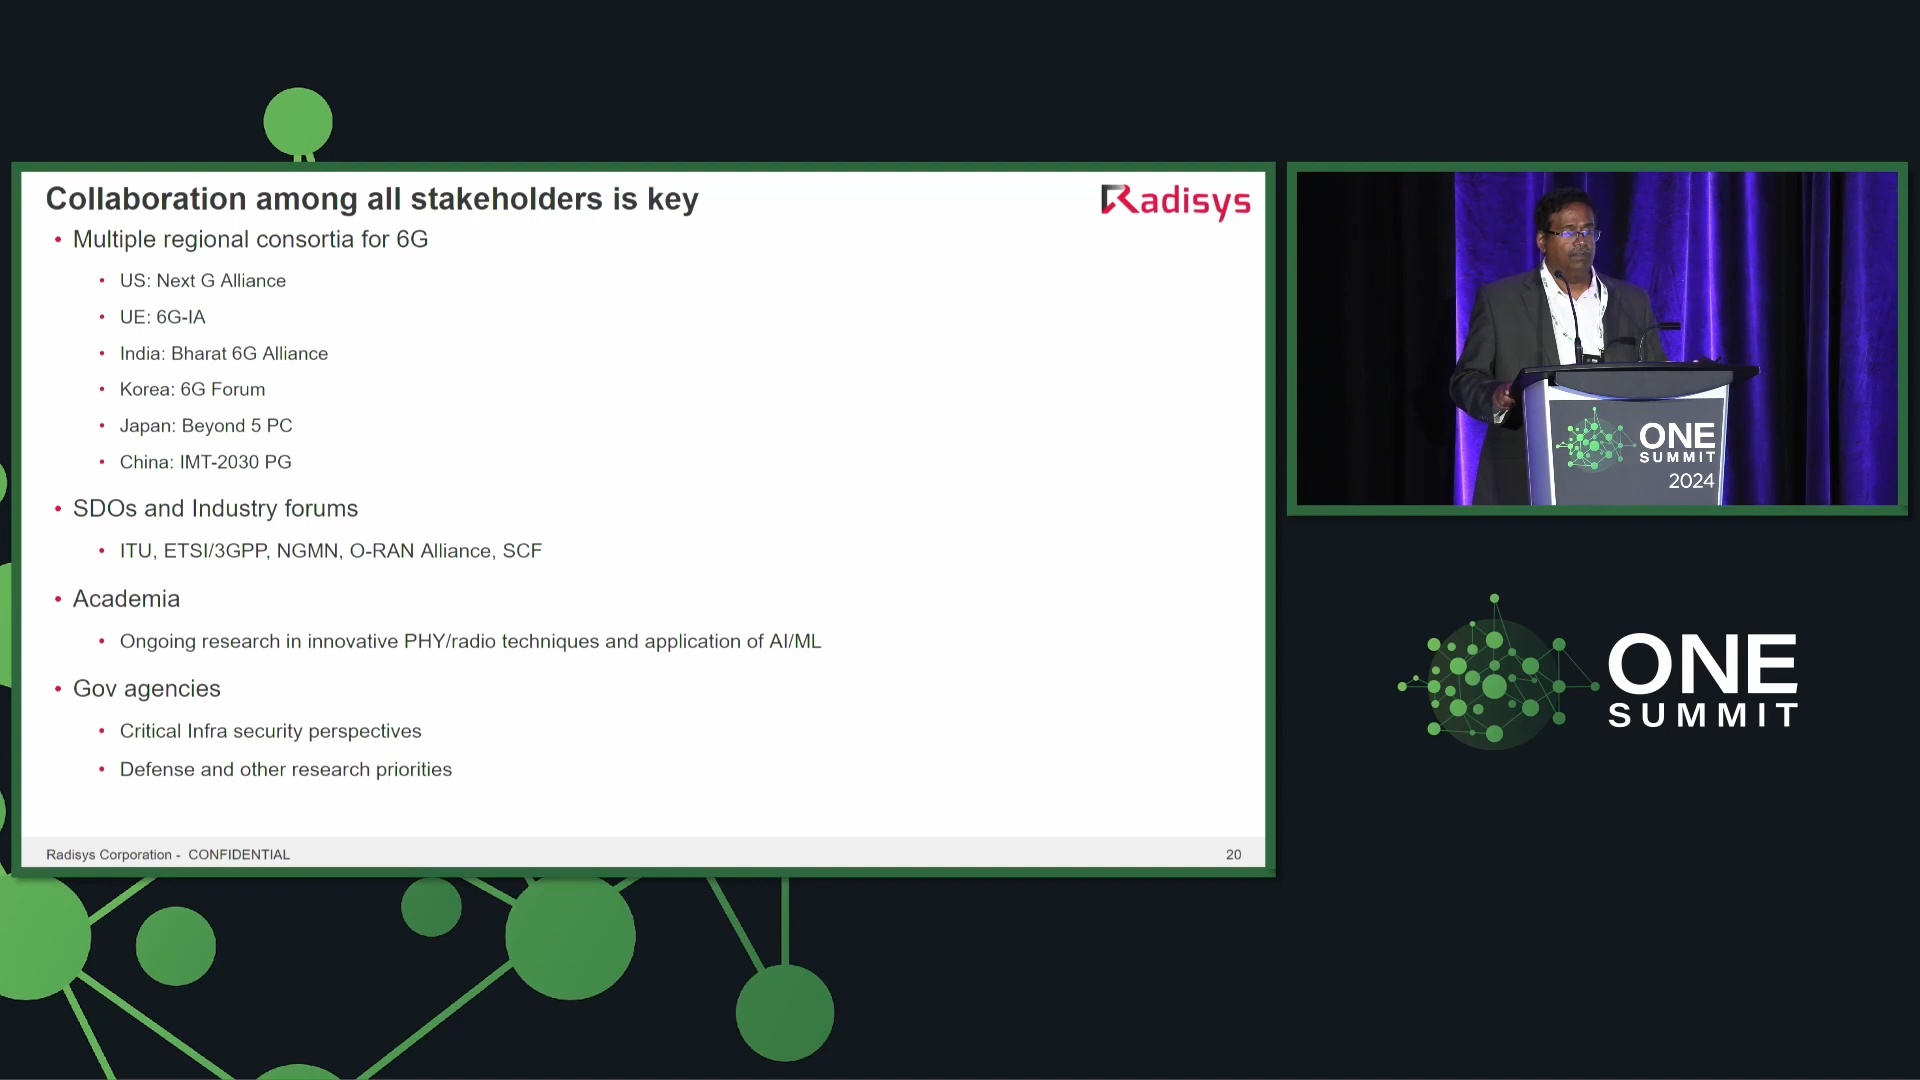 Collaboration among all stakeholders is key
Radisys
• Multiple regional consortia for 6G
• US: Next G Alliance
• UE: 6G-IA
• India: Bharat 6G Alliance
• Korea: 6G Forum
• Japan: Beyond 5 PC
• China: IMT-2030 PG
• SDOs and Industry forums
• ITU, ETSI/3GPP, NGMN, O-RAN Alliance, SCF
• Academia
• Ongoing research in innovative PHY/radio techniques and application of AI/ML
• Gov agencies
• Critical Infra security perspectives
• Defense and other research priorities
Radisys Corporation - CONFIDENTIAL
20
ONE
SUMMIT
2024
ONE
SUMMIT